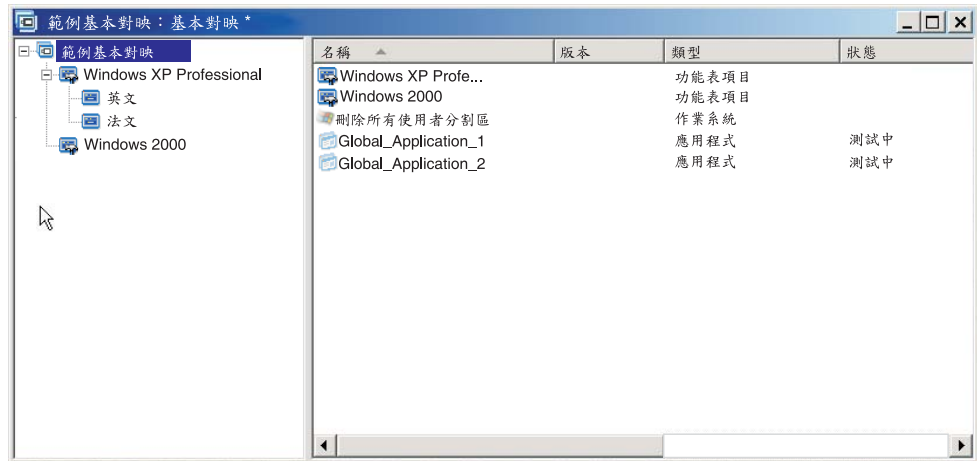 範例基本對映：基本對映 *
範例基本對映
Windows XP Professional
英文
法文
Windows 2000
名稱 版本 類型 狀態
Windows XP Profe... 功能表項目
Windows 2000 功能表項目
刪除所有使用者分割區 作業系統
Global_Application_1 應用程式 測試中
Global_Application_2 應用程式 測試中